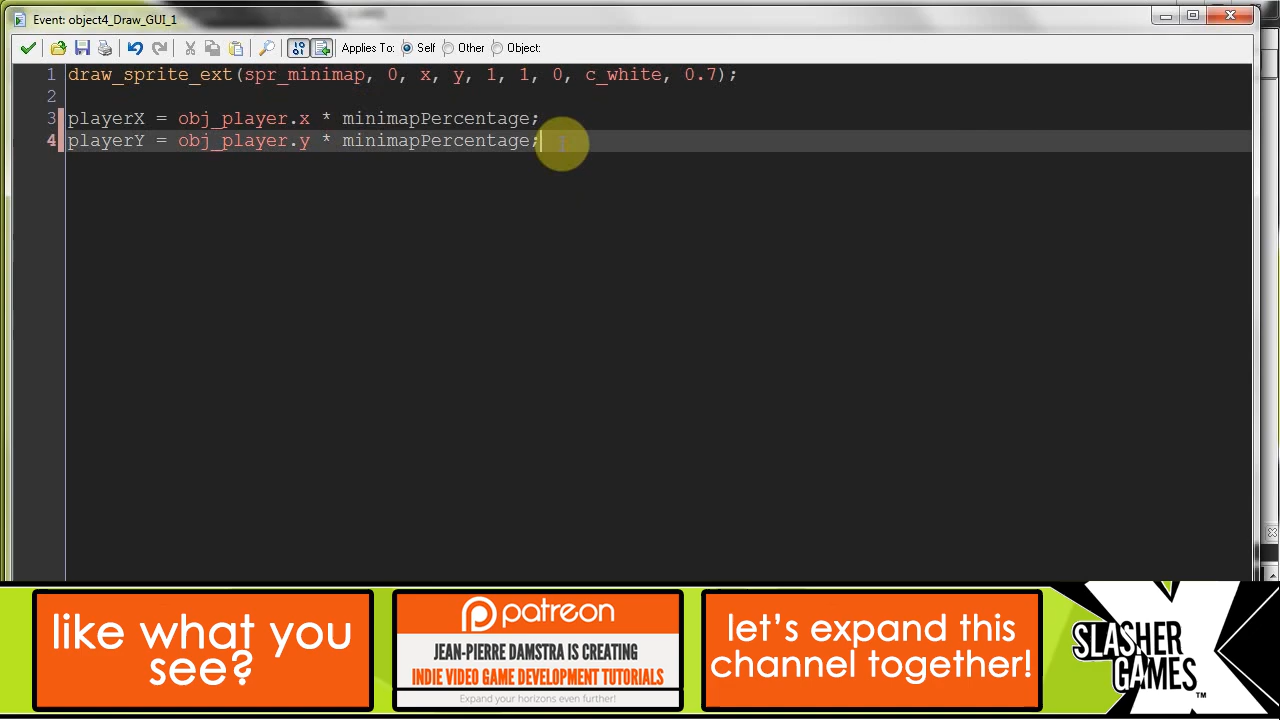 Event: object4_Draw_GUI_1
Applies To: Self Other Object:
1 draw_sprite_ext(spr_minimap, 0, x, y, 1, 1, 0, c_white, 0.7);
2
3 playerX = obj_player.x * minimapPercentage;
4 playerY = obj_player.y * minimapPercentage;
like what you
see?
patreon
JEAN-PIERRE DAMSTRA IS CREATING
INDIE VIDEO GAME DEVELOPMENT TUTORIALS
Expand your horizons even further!
let's expand this
channel together!
SLASHER
GAMES™